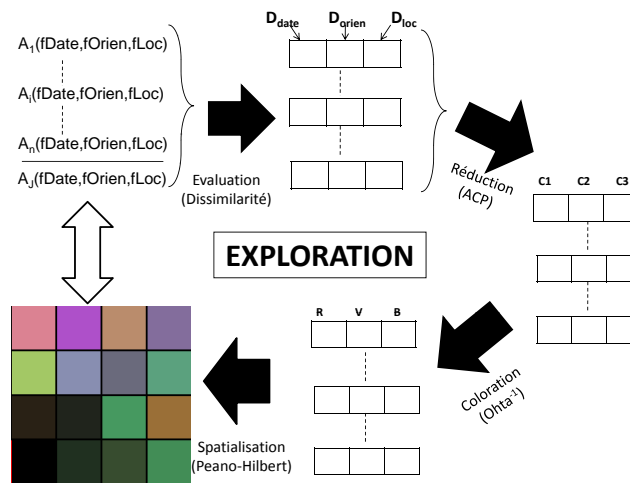 A1(fDate,fOrien,fLoc)
Ai(fDate,fOrien,fLoc)
An(fDate,fOrien,fLoc)
AJ(fDate,fOrien,fLoc)
Evaluation
(Dissimilarité)
Ddate Dorien Dloc
Réduction
(ACP)
C1 C2 C3
EXPLORATION
Coloration
(Ohta-1)
R V B
Spatialisation
(Peano-Hilbert)